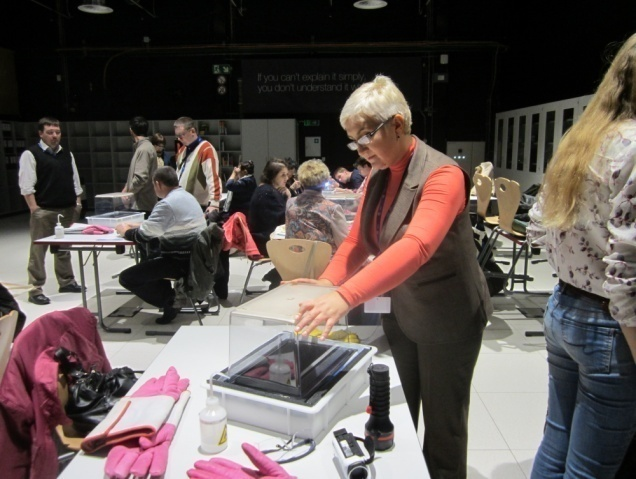 If you can't explain it simply,
you don't understand it